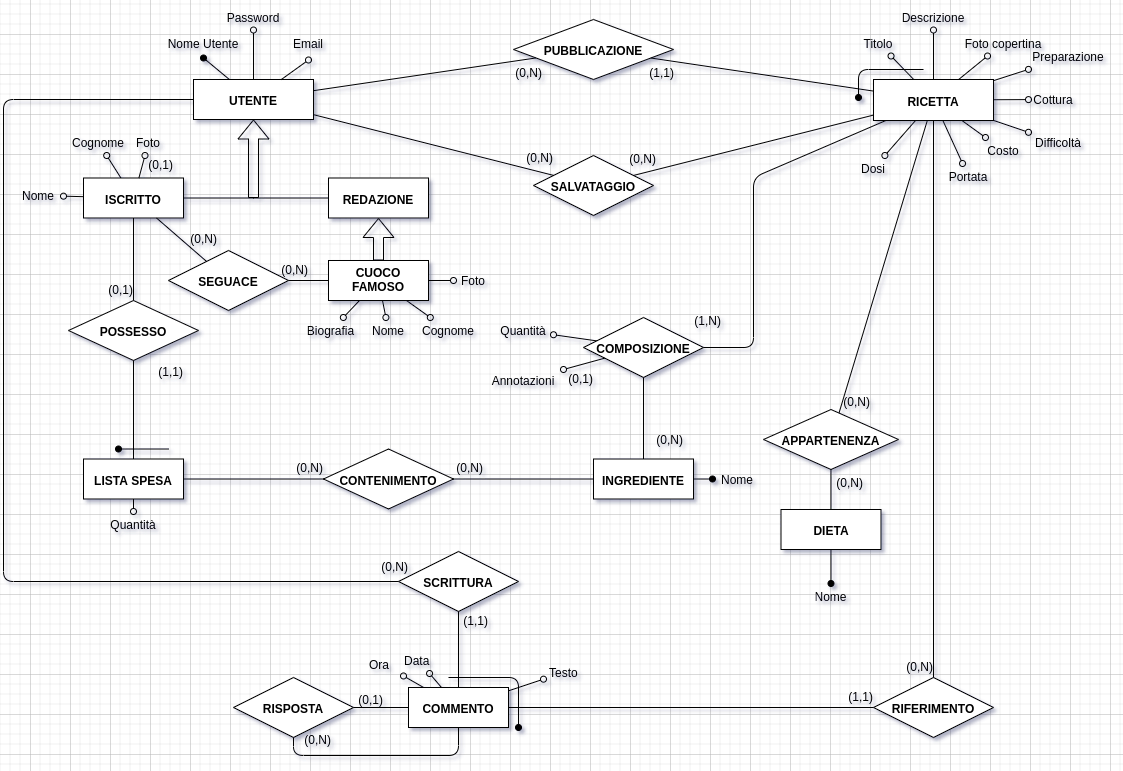 Password
Descrizione
Nome Utente
Email
PUBBLICAZIONE
Titolo
Foto copertina
Preparazione
(0,N)
(1,1)
UTENTE
RICETTA
Cottura
Cognome
Foto
(0,1)
Costo
Difficoltà
(0,N)
(0,N)
SALVATAGGIO
Dosi
Portata
Nome
ISCRITTO
REDAZIONE
(0,N)
SEGUACE
(0,N)
CUOCO
FAMOSO
Foto
(0,1)
Biografia
Nome
Cognome
POSSESSO
Quantità
COMPOSIZIONE
(1,N)
(1,1)
Annotazioni
(0,1)
(0,N)
APPARTENENZA
(0,N)
LISTA SPESA
(0,N)
CONTENIMENTO
(0,N)
(0,N)
INGREDIENTE
Nome
(0,N)
Quantità
DIETA
(0,N)
SCRITTURA
Nome
(1,1)
Ora
Data
Testo
(0,N)
RISPOSTA
(0,1)
COMMENTO
(1,1)
RIFERIMENTO
(0,N)